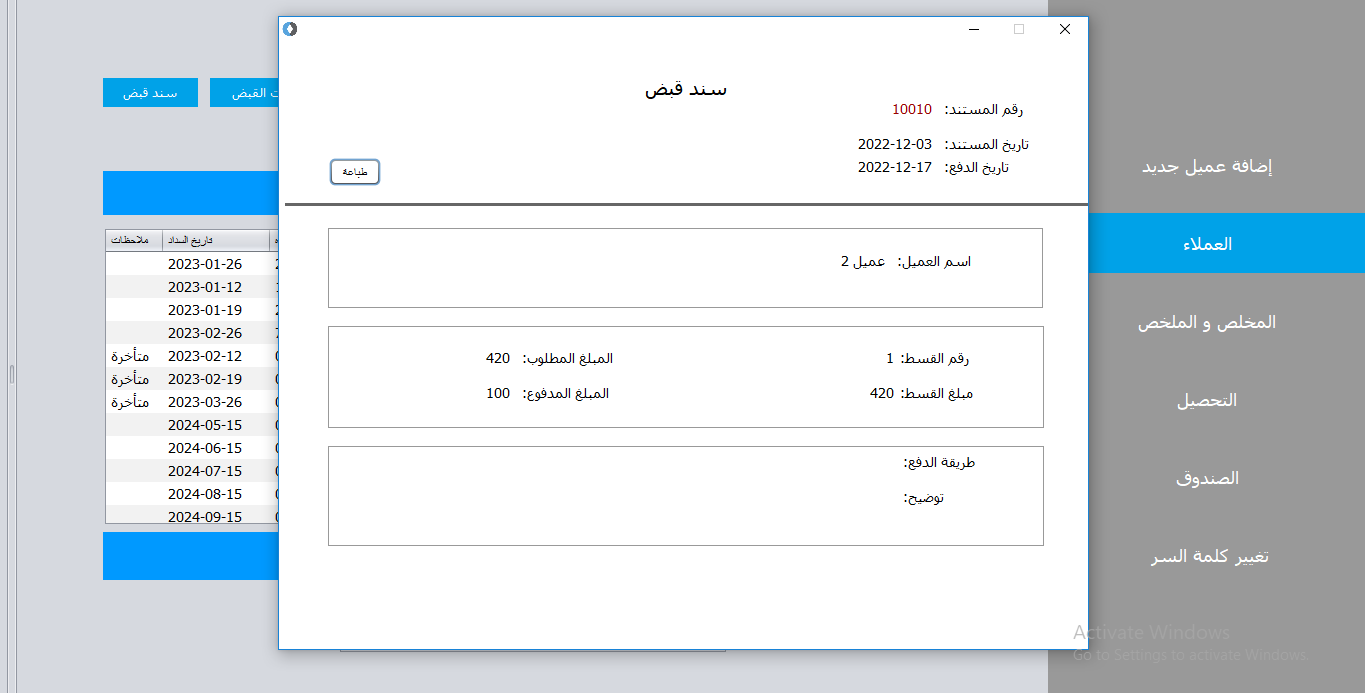 سند قبض
رقم المستند: 10010
تاريخ المستند: 2022-12-03
تاريخ الدفع: 2022-12-17
طباعة
اسم العميل: عميل 2
رقم القسط: 1
المبلغ المطلوب: 420
مبلغ القسط: 420
المبلغ المدفوع: 100
طريقة الدفع:
توضيح:
إضافة عميل جديد
العملاء
المخلص و الملخص
التحصيل
الصندوق
تغيير كلمة السر
القبض
سند قبض
تاريخ السداد ملاحظات
2023-01-26
2023-01-12
2023-01-19
2023-02-26
2023-02-12 متأخرة
2023-02-19 متأخرة
2023-03-26 متأخرة
2024-05-15
2024-06-15
2024-07-15
2024-08-15
2024-09-15
Activate Windows
Go to Settings to activate Windows.